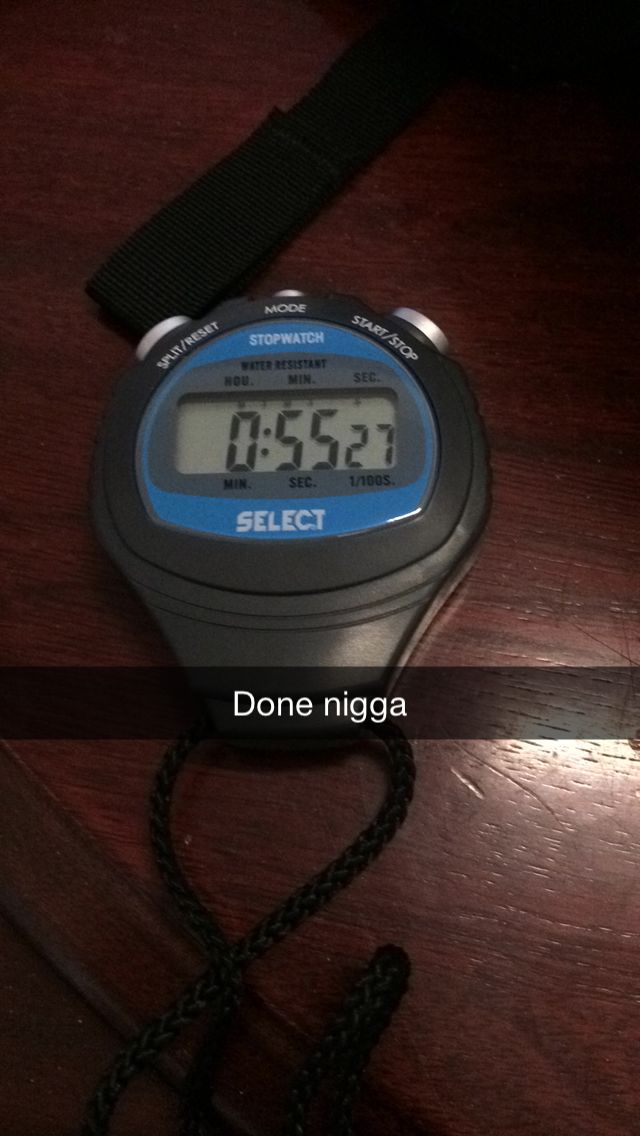 MODE
SPLIT/RESET
START/STOP
STOPWATCH
WATER RESISTANT
HOU. MIN. SEC.
0:55 27
MIN. SEC. 1/100S.
SELECT
Done nigga